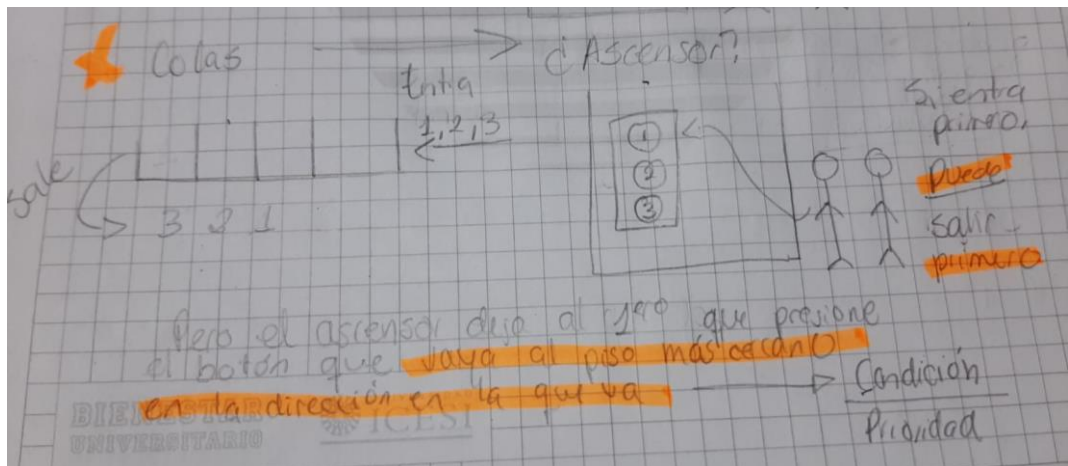 Colas
¿Ascensor?
Entra
1,2,3
Sale
3 2 1
1
2
3
Si entra
primero,
puede
salir
primero
Pero el ascensor deja al 1ero que presione
el botón que vaya al piso más cercano
en la dirección en la que va
Condición
Prioridad
BIENESTAR
UNIVERSITARIO
ICESI